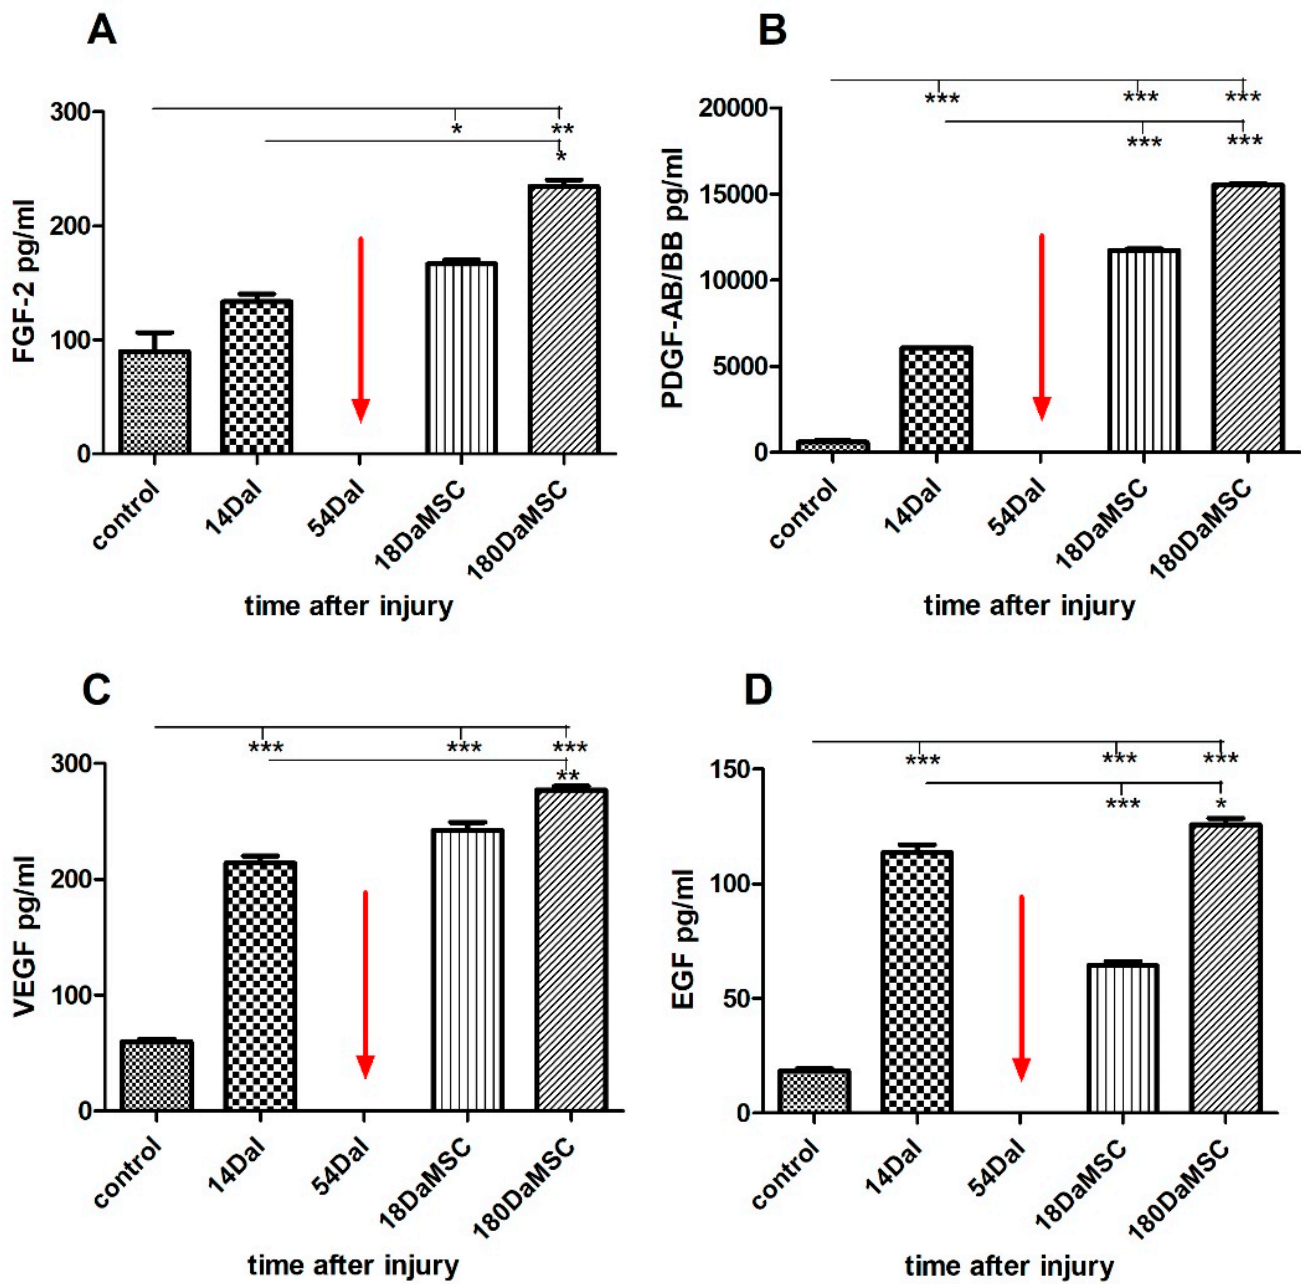 A
FGF-2 pg/ml
300
200
100
0
*
**
*
control
14DaI
54DaI
18DaMSC
180DaMSC
time after injury
B
PDGF-AB/BB pg/ml
20000
15000
10000
5000
0
***
***
***
***
***
control
14DaI
54DaI
18DaMSC
180DaMSC
time after injury
C
VEGF pg/ml
300
200
100
0
***
***
***
**
control
14DaI
54DaI
18DaMSC
180DaMSC
time after injury
D
EGF pg/ml
150
100
50
0
***
***
***
***
*
control
14DaI
54DaI
18DaMSC
180DaMSC
time after injury